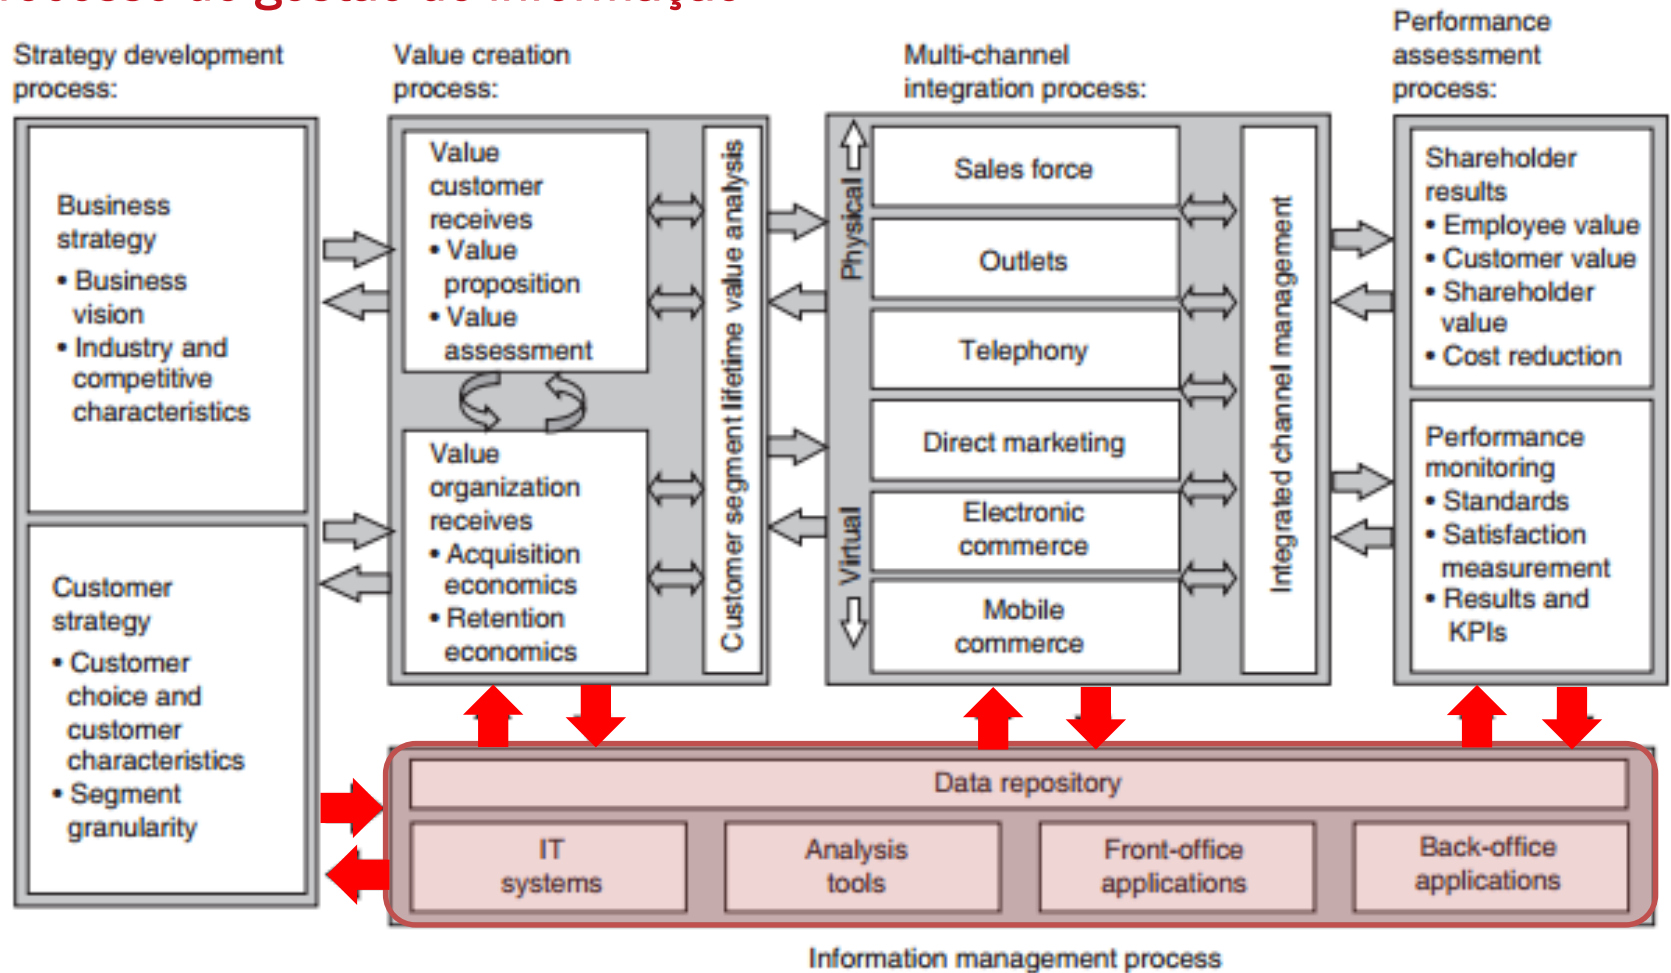 de gestão de informação
Strategy development
process:
Business
strategy
• Business
vision
• Industry and
competitive
characteristics
Customer
strategy
• Customer
choice and
customer
characteristics
• Segment
granularity
Value creation
process:
Value
customer
receives
• Value
proposition
• Value
assessment
Value
organization
receives
• Acquisition
economics
• Retention
economics
Customer segment lifetime value analysis
Multi-channel
integration process:
Physical
Virtual
Sales force
Outlets
Telephony
Direct marketing
Electronic
commerce
Mobile
commerce
Integrated channel management
Performance
assessment
process:
Shareholder
results
• Employee value
• Customer value
• Shareholder
value
• Cost reduction
Performance
monitoring
• Standards
• Satisfaction
measurement
• Results and
KPIs
Data repository
IT
systems
Analysis
tools
Front-office
applications
Back-office
applications
Information management process